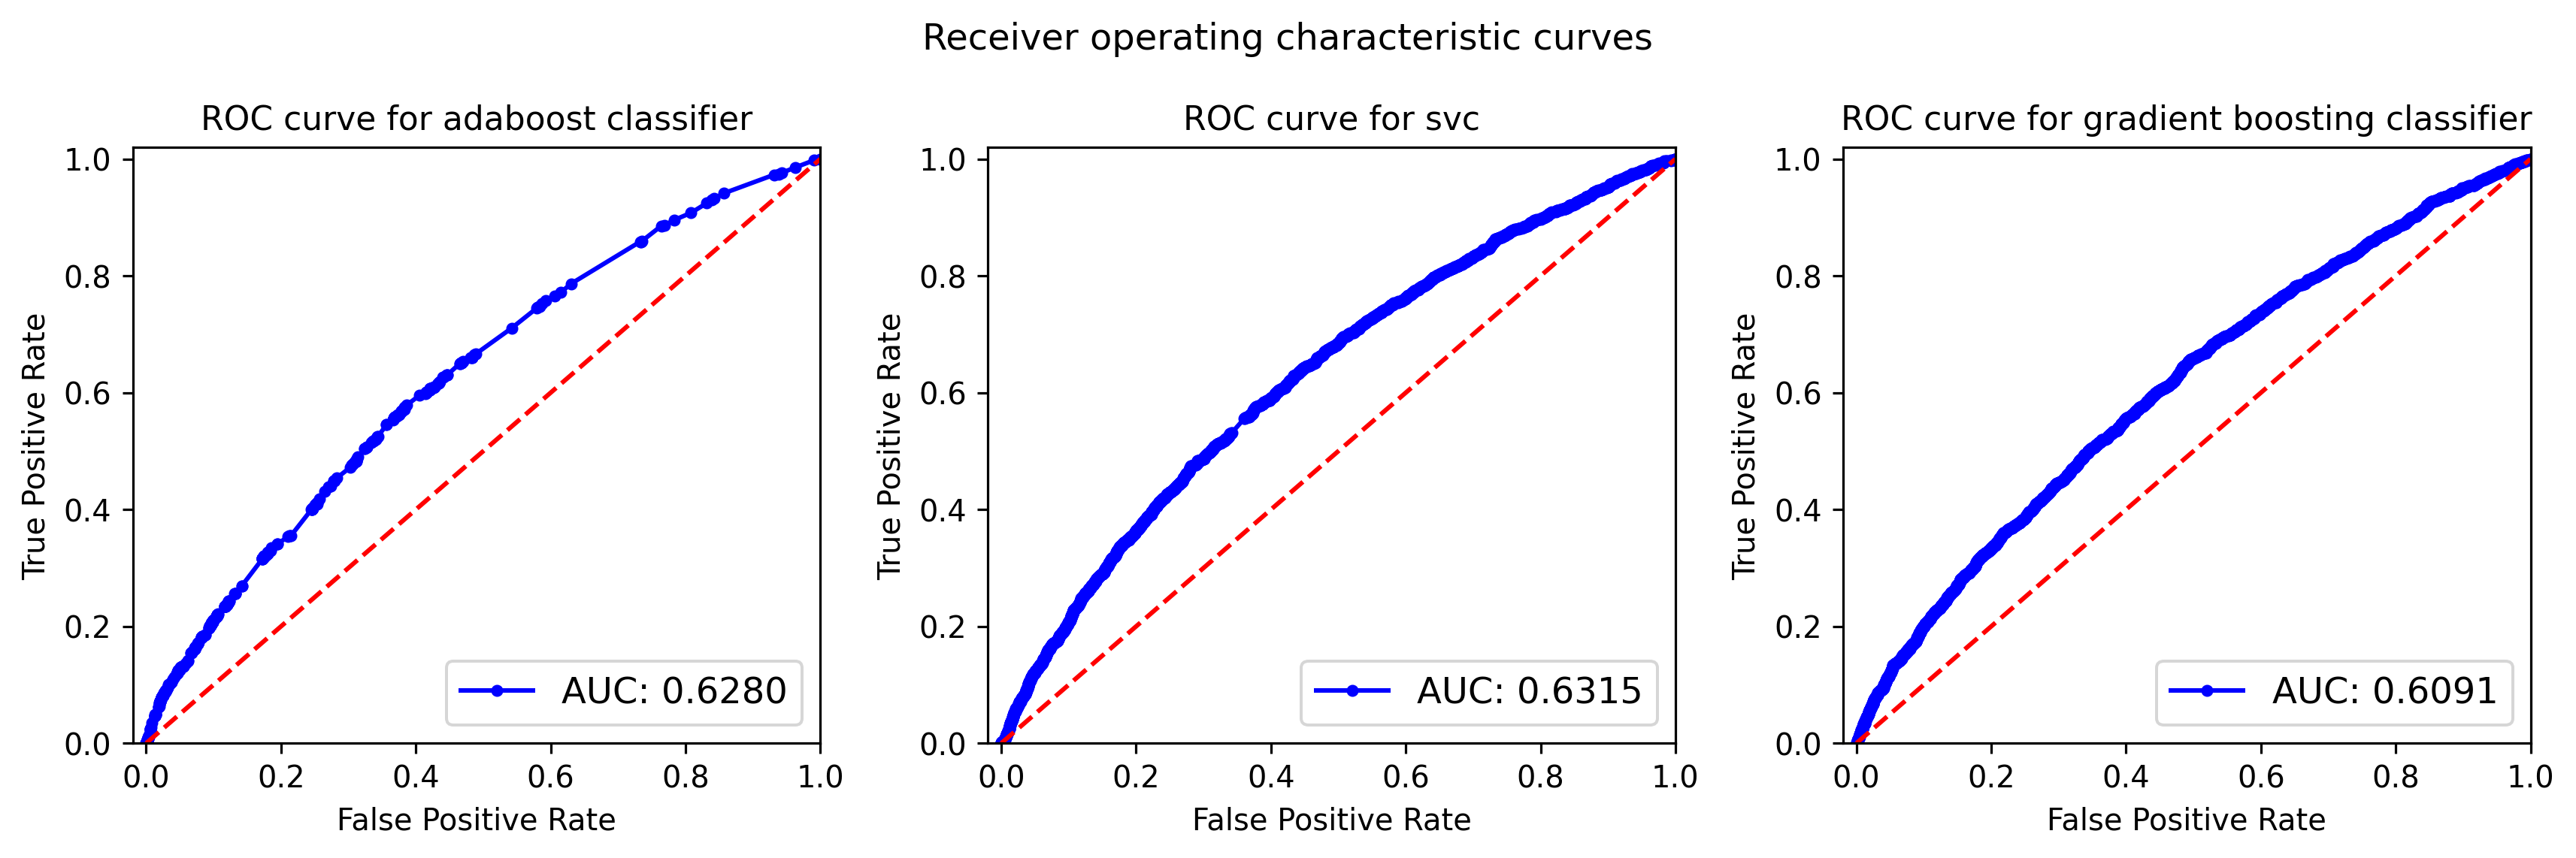 Receiver operating characteristic curves
ROC curve for adaboost classifier
1.0
0.8
0.6
0.4
0.2
0.0
True Positive Rate
AUC: 0.6280
0.0 0.2 0.4 0.6 0.8 1.0
False Positive Rate
ROC curve for svc
1.0
0.8
0.6
0.4
0.2
0.0
True Positive Rate
AUC: 0.6315
0.0 0.2 0.4 0.6 0.8 1.0
False Positive Rate
ROC curve for gradient boosting classifier
1.0
0.8
0.6
0.4
0.2
0.0
True Positive Rate
AUC: 0.6091
0.0 0.2 0.4 0.6 0.8 1.0
False Positive Rate